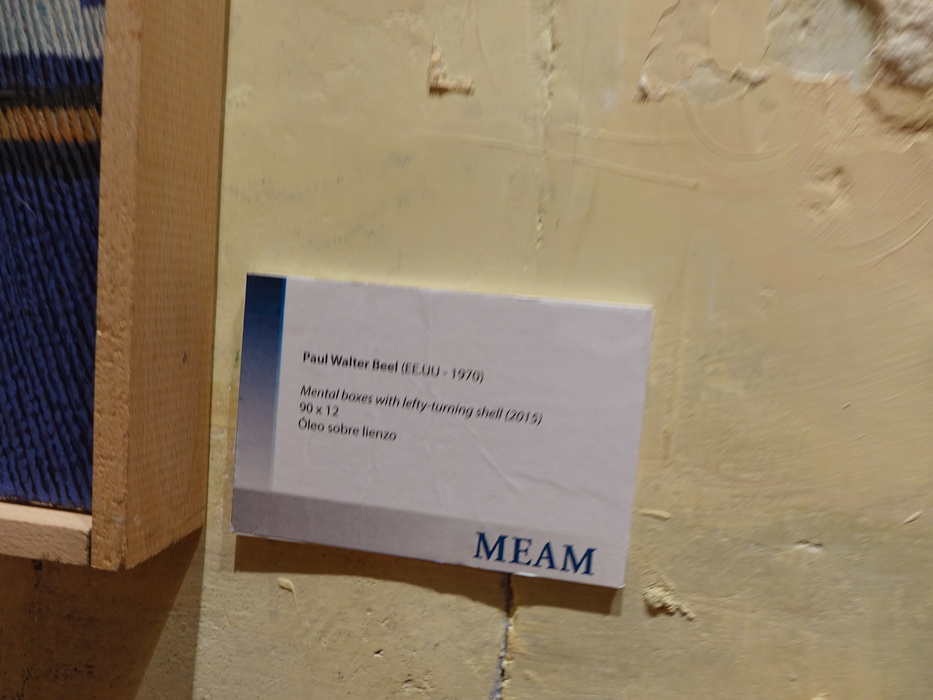 Paul Walter Beel (EE.UU - 1970)
Mental boxes with lefty-turning shell (2015)
90 x 12
Óleo sobre lienzo
MEAM